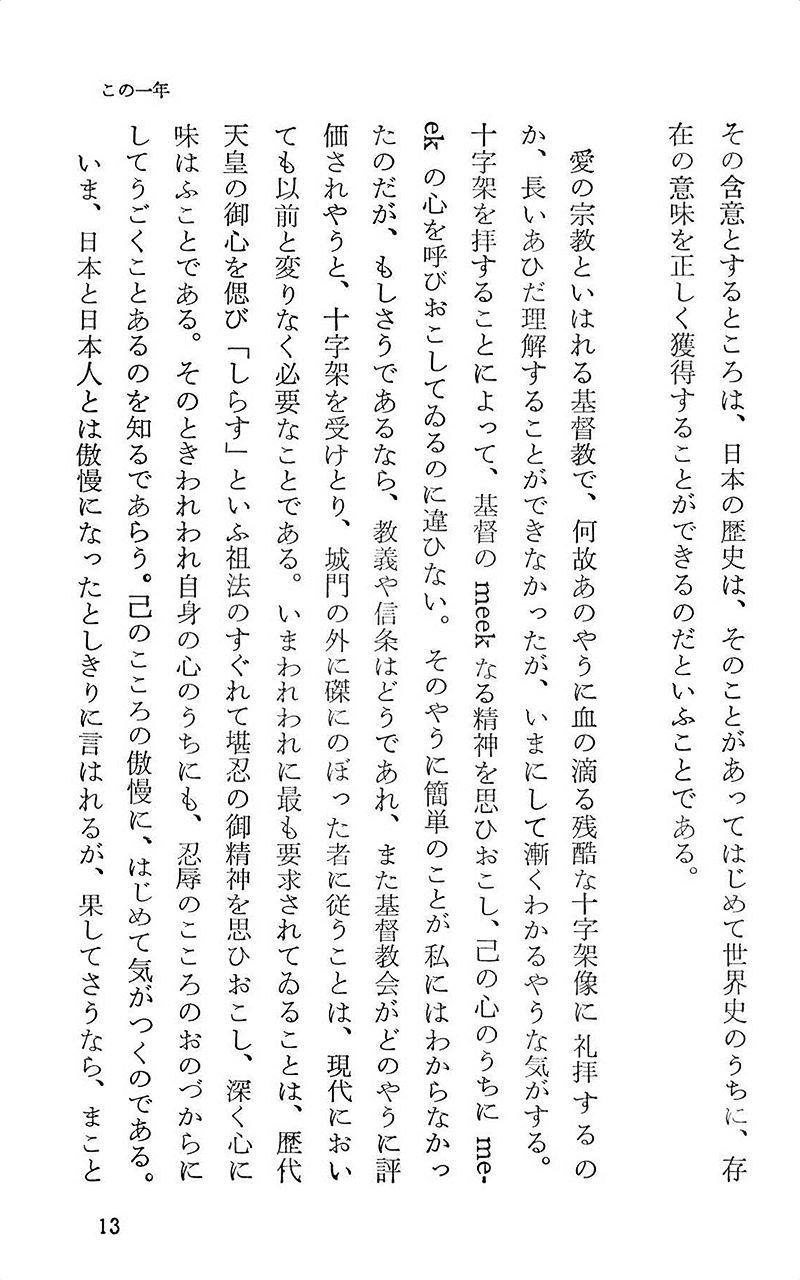 この一年
その含意とするところは、日本の歴史は、そのことがあってはじめて世界史のうちに、存
在の意味を正しく獲得することができるのだといふことである。
愛の宗教といはれる基督教で、何故あのやうに血の滴る残酷な十字架像に礼拝するの
か、長いあひだ理解することができなかったが、いまにして漸くわかるやうな気がする。
十字架を拝することによって、基督の meek なる精神を思ひおこし、己の心のうちに me-
ek の心を呼びおこしてゐるのに違ひない。そのやうに簡単のことが私にはわからなかっ
たのだが、もしさうであるなら、教義や信条はどうであれ、また基督教会がどのやうに評
価されやうと、十字架を受けとり、城門の外に磔にのぼった者に従うことは、現代におい
ても以前と変りなく必要なことである。いまわれわれに最も要求されてゐることは、歴代
天皇の御心を偲び「しらす」といふ祖法のすぐれて堪忍の御精神を思ひおこし、深く心に
味はふことである。そのときわれわれ自身の心のうちにも、忍辱のこころのおのづからに
してうごくことあるのを知るであらう。己のこころの傲慢に、はじめて気がつくのである。
いま、日本と日本人とは傲慢になったとしきりに言はれるが、果してさうなら、まこと
13